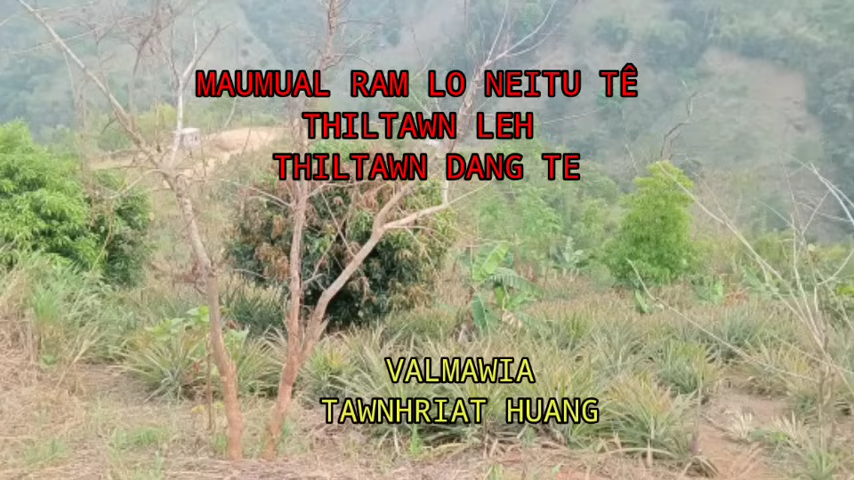 MAUMUAL RAM LO NEITU TÊ
THILTAWN LEH
THILTAWN DANG TE
VALMAWIA
TAWNHRIAT HUANG